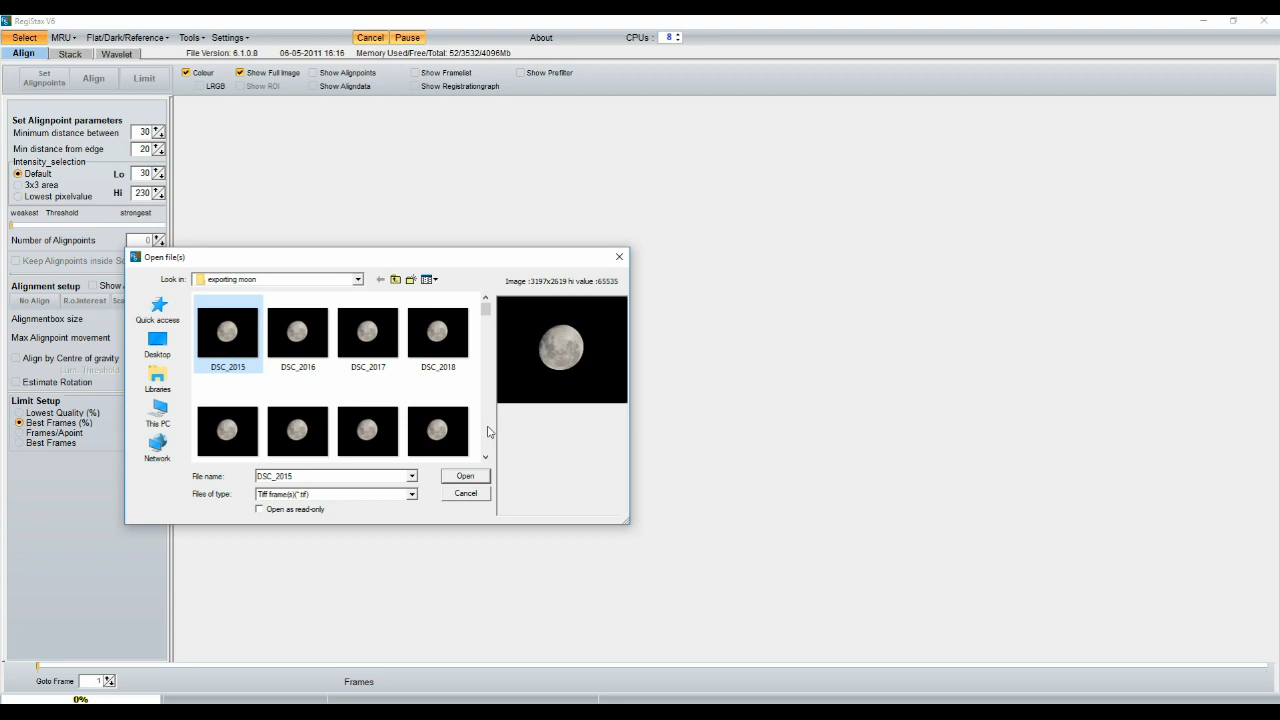 RegiStax V6
Select MRU Flat/Dark/Reference Tools Settings Cancel Pause About CPUs : 8
Align Stack Wavelet File Version: 6.1.0.8 06-05-2011 16:16 Memory Used/Free/Total: 52/3532/4096Mb
Set Alignpoints Align Limit
Colour Show Full Image Show Alignpoints Show Framelist Show Prefilter
LRGB Show ROI Show Aligndata Show Registrationgraph
Set Alignpoint parameters
Minimum distance between 30
Min distance from edge 20
Intensity_selection
Default Lo 30
3x3 area
Hi 230
Lowest pixelvalue
weakest Threshold strongest
Number of Alignpoints 0
Keep Alignpoints inside
Alignment setup Show
No Align R.o.Interest
Alignmentbox size
Max Alignpoint movement
Align by Centre of gravity
Lum. Threshold
Estimate Rotation
Limit Setup
Lowest Quality (%)
Best Frames (%)
Frames/Apoint
Best Frames
Open file(s)
Look in: exporting moon
Image :3197x2619 hi value :65535
Quick access
Desktop
Libraries
This PC
Network
DSC_2015 DSC_2016 DSC_2017 DSC_2018
File name: DSC_2015 Open
Files of type: Tiff frame(s)(*.tif) Cancel
Open as read-only
Goto Frame 1 Frames
0%